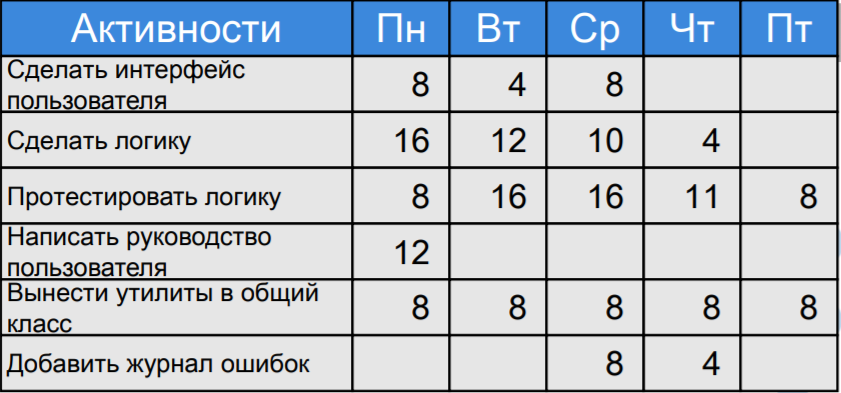 Активности Пн Вт Ср Чт Пт
Сделать интерфейс
пользователя 8 4 8
Сделать логику 16 12 10 4
Протестировать логику 8 16 16 11 8
Написать руководство
пользователя 12
Вынести утилиты в общий
класс 8 8 8 8 8
Добавить журнал ошибок 8 4